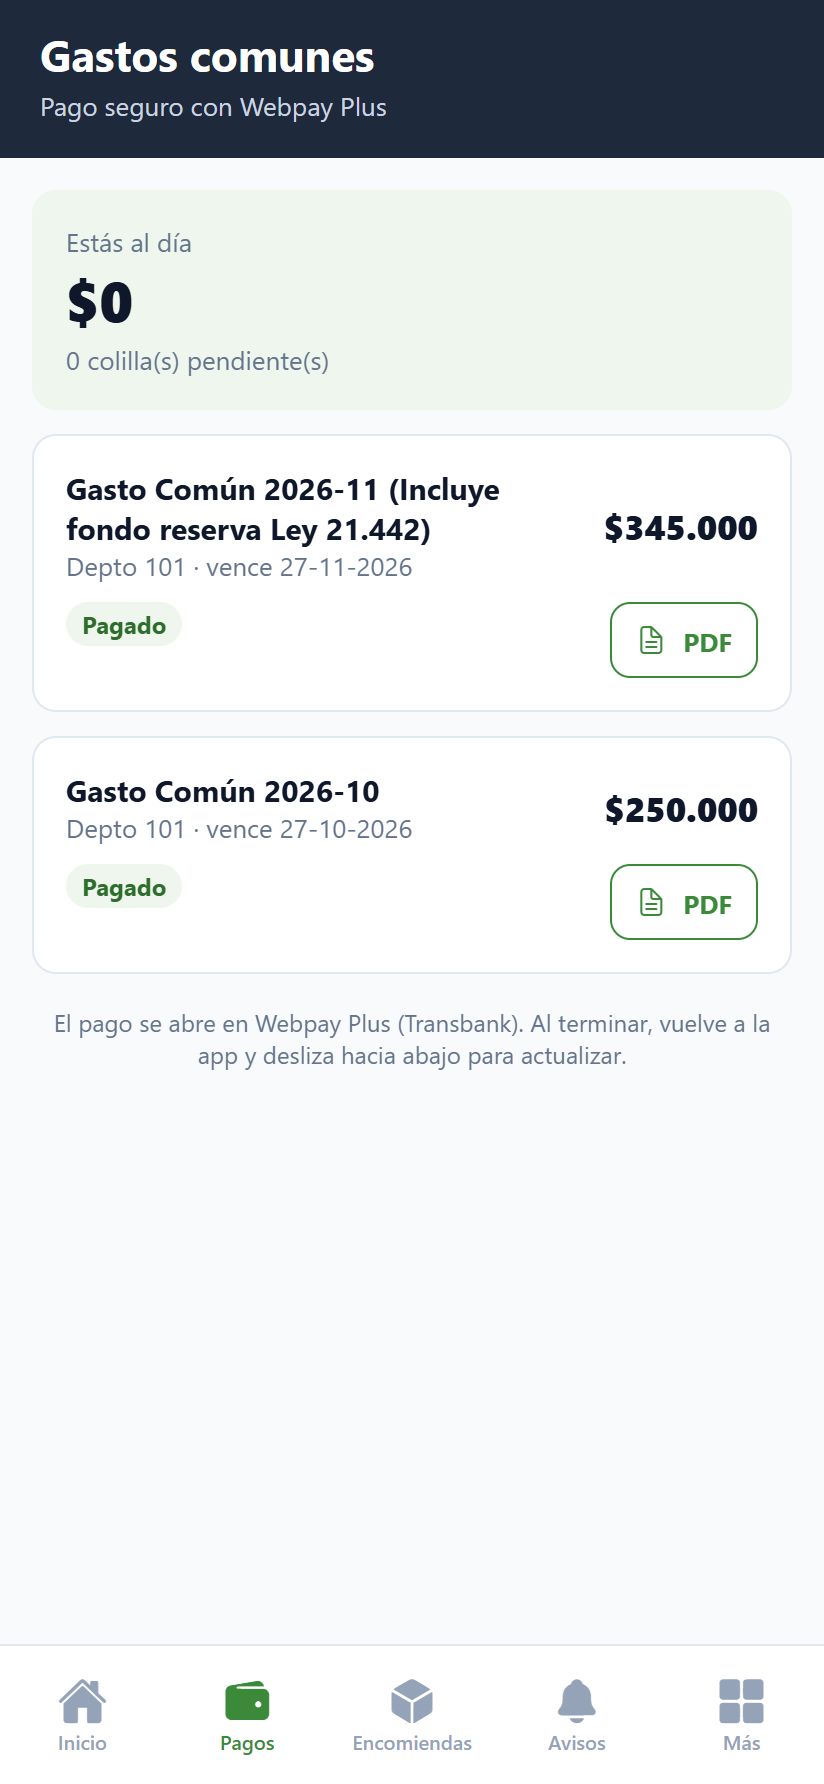 Gastos comunes
Pago seguro con Webpay Plus
Estás al día
$0
0 colilla(s) pendiente(s)
Gasto Común 2026-11 (Incluye
fondo reserva Ley 21.442)
$345.000
Depto 101 · vence 27-11-2026
Pagado
PDF
Gasto Común 2026-10
$250.000
Depto 101 · vence 27-10-2026
Pagado
PDF
El pago se abre en Webpay Plus (Transbank). Al terminar, vuelve a la
app y desliza hacia abajo para actualizar.
Inicio
Pagos
Encomiendas
Avisos
Más